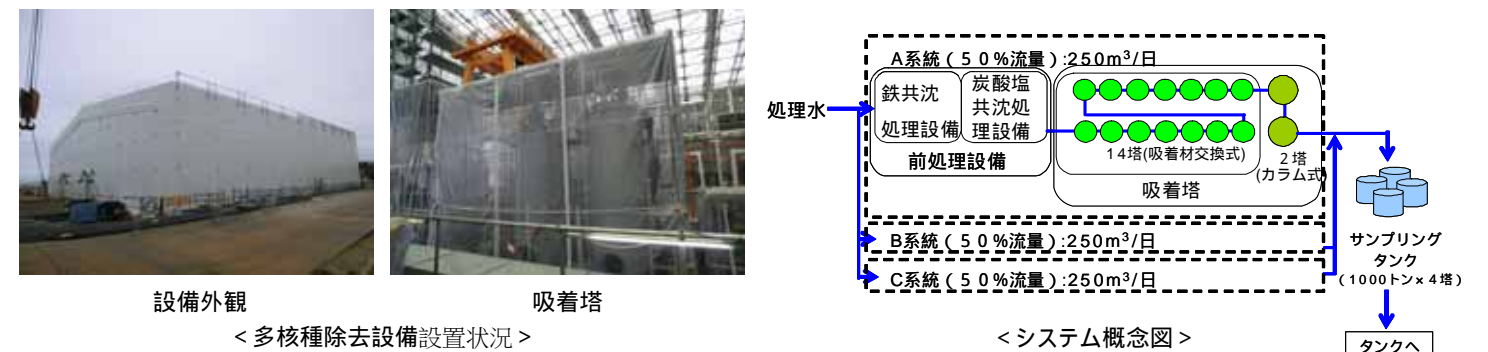 設備外観
吸着塔
<多核種除去設備設置状況>
A系統(50%流量):250m³/日
処理水
鉄共沈
処理設備
炭酸塩
共沈処
理設備
前処理設備
14塔(吸着材交換式)
2塔
(カラム式)
吸着塔
B系統(50%流量):250m³/日
C系統(50%流量):250m³/日
サンプリング
タンク
(1000トン×4塔)
タンクへ
<システム概念図>